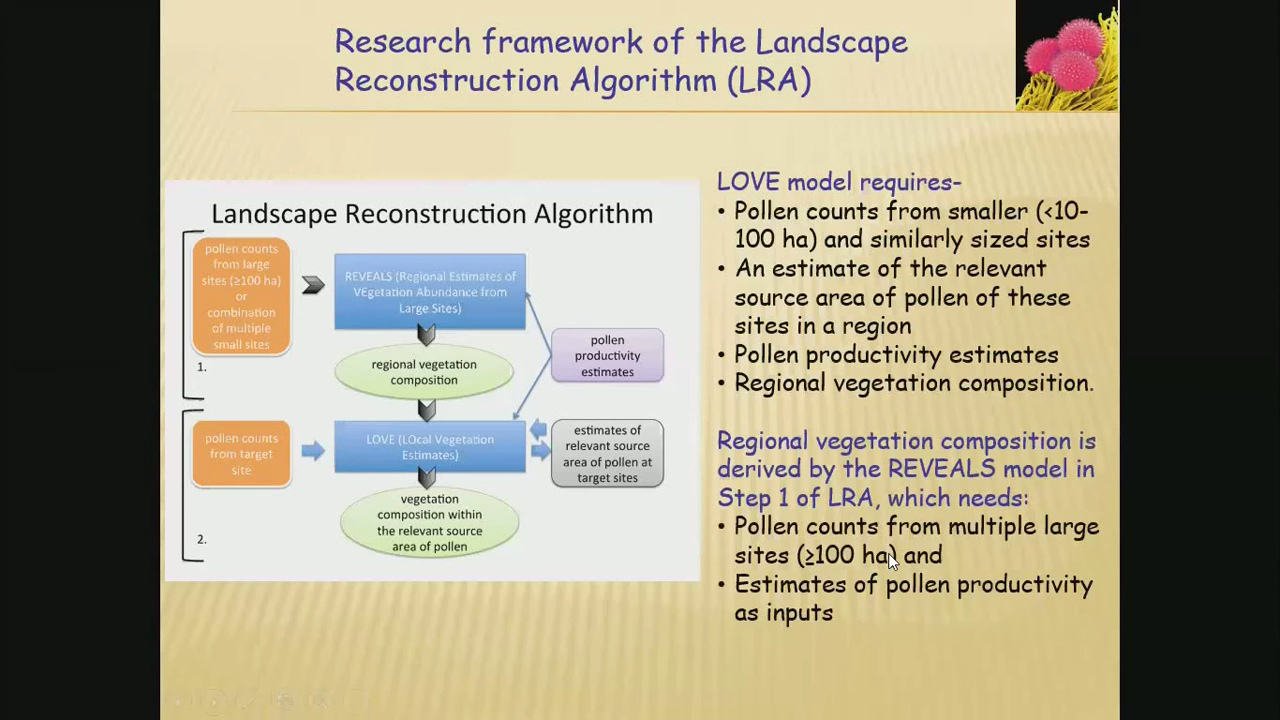 Research framework of the Landscape
Reconstruction Algorithm (LRA)
Landscape Reconstruction Algorithm
pollen counts
from large
sites (≥100 ha)
or
combination
of multiple
small sites
1.
REVEALS (Regional Estimates of
VEgetation Abundance from
Large Sites)
regional vegetation
composition
pollen
productivity
estimates
pollen counts
from target
site
2.
LOVE (LOcal Vegetation
Estimates)
estimates of
relevant source
area of pollen at
target sites
vegetation
composition within
the relevant source
area of pollen
LOVE model requires-
• Pollen counts from smaller (<10-
100 ha) and similarly sized sites
• An estimate of the relevant
source area of pollen of these
sites in a region
• Pollen productivity estimates
• Regional vegetation composition.
Regional vegetation composition is
derived by the REVEALS model in
Step 1 of LRA, which needs:
• Pollen counts from multiple large
sites (≥100 ha) and
• Estimates of pollen productivity
as inputs